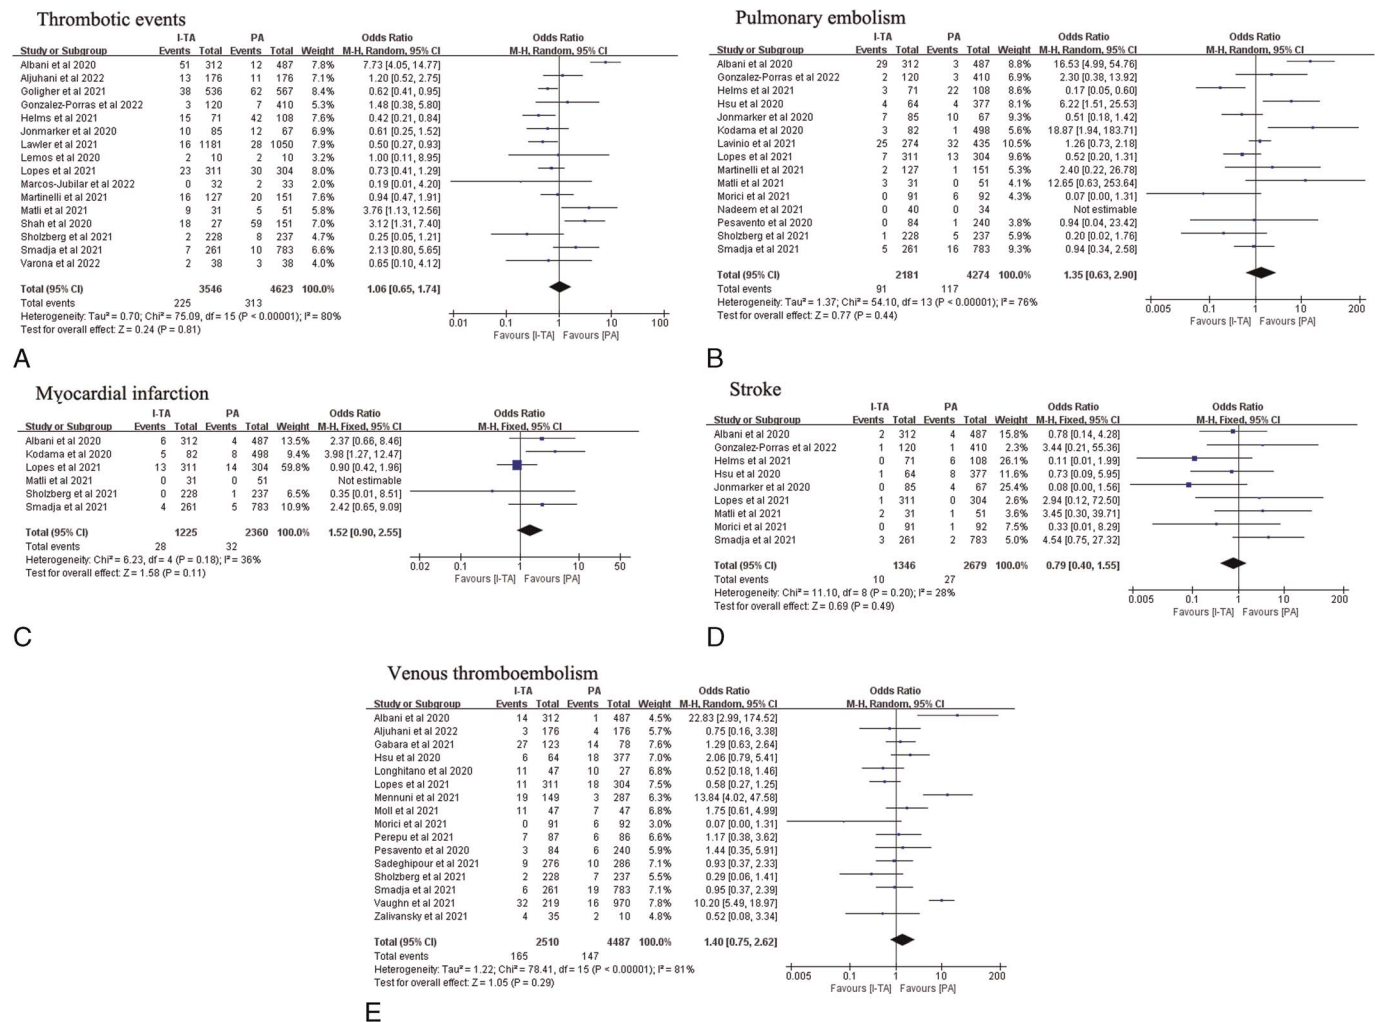 Thrombotic events
I-TA PA Odds Ratio Odds Ratio
Study or Subgroup Events Total Events Total Weight M-H, Random, 95% CI M-H, Random, 95% CI
Albani et al 2020 51 312 12 487 7.8% 7.73 [4.05, 14.77]
Aljuhani et al 2022 13 176 11 176 7.1% 1.20 [0.52, 2.75]
Goligher et al 2021 38 536 62 567 8.4% 0.62 [0.41, 0.95]
Gonzalez-Porras et al 2022 3 120 7 410 5.0% 1.48 [0.38, 5.80]
Helms et al 2021 15 71 42 108 7.6% 0.42 [0.21, 0.84]
Jonmarker et al 2020 10 85 12 67 6.8% 0.61 [0.25, 1.52]
Lawler et al 2021 16 1181 28 1050 7.9% 0.50 [0.27, 0.93]
Lemos et al 2020 2 10 2 10 3.2% 1.00 [0.11, 8.95]
Lopes et al 2021 23 311 30 304 8.0% 0.73 [0.41, 1.29]
Marcos-Jubilar et al 2022 0 32 2 33 2.0% 0.19 [0.01, 4.20]
Martinelli et al 2021 16 127 20 151 7.5% 0.94 [0.47, 1.91]
Matli et al 2021 9 31 5 51 5.5% 3.76 [1.13, 12.56]
Shah et al 2020 18 27 59 151 7.0% 3.12 [1.31, 7.40]
Sholzberg et al 2021 2 228 8 237 4.5% 0.25 [0.05, 1.21]
Smadja et al 2021 7 261 10 783 6.6% 2.13 [0.80, 5.65]
Varona et al 2022 2 38 3 38 4.0% 0.65 [0.10, 4.12]
Total (95% CI) 3546 4623 100.0% 1.06 [0.65, 1.74]
Total events 225 313
Heterogeneity: Tau² = 0.70; Chi² = 75.09, df = 15 (P < 0.00001); I² = 80%
Test for overall effect: Z = 0.24 (P = 0.81)
0.01 0.1 1 10 100
Favours [I-TA] Favours [PA]
A
Pulmonary embolism
I-TA PA Odds Ratio Odds Ratio
Study or Subgroup Events Total Events Total Weight M-H, Random, 95% CI M-H, Random, 95% CI
Albani et al 2020 29 312 3 487 8.8% 16.53 [4.99, 54.76]
Gonzalez-Porras et al 2022 2 120 3 410 6.5% 2.30 [0.38, 13.92]
Helms et al 2021 3 71 22 108 8.7% 0.17 [0.05, 0.60]
Hsu et al 2020 4 64 4 377 8.1% 6.22 [1.51, 25.53]
Jonmarker et al 2020 7 85 10 67 9.2% 0.51 [0.18, 1.42]
Kodama et al 2020 3 82 1 498 5.6% 18.87 [1.94, 183.71]
Lavinio et al 2021 25 274 32 435 10.7% 1.26 [0.73, 2.18]
Lopes et al 2021 7 311 13 304 9.6% 0.52 [0.20, 1.31]
Martinelli et al 2021 2 127 1 151 5.3% 2.40 [0.22, 26.78]
Matli et al 2021 3 31 0 51 4.1% 12.65 [0.63, 253.64]
Morici et al 2021 0 91 6 92 4.3% 0.07 [0.00, 1.31]
Nadeem et al 2021 0 40 0 34 Not estimable
Pesavento et al 2020 0 84 1 240 3.8% 0.94 [0.04, 23.42]
Sholzberg et al 2021 1 228 5 237 5.9% 0.20 [0.02, 1.76]
Smadja et al 2021 5 261 16 783 9.3% 0.94 [0.34, 2.58]
Total (95% CI) 2181 4274 100.0% 1.35 [0.63, 2.90]
Total events 91 117
Heterogeneity: Tau² = 1.37; Chi² = 54.10, df = 13 (P < 0.00001); I² = 76%
Test for overall effect: Z = 0.77 (P = 0.44)
0.005 0.1 1 10 200
Favours [I-TA] Favours [PA]
B
Myocardial infarction
I-TA PA Odds Ratio Odds Ratio
Study or Subgroup Events Total Events Total Weight M-H, Fixed, 95% CI M-H, Fixed, 95% CI
Albani et al 2020 6 312 4 487 13.5% 2.37 [0.66, 8.46]
Kodama et al 2020 5 82 8 498 9.4% 3.98 [1.27, 12.47]
Lopes et al 2021 13 311 14 304 59.8% 0.90 [0.42, 1.96]
Matli et al 2021 0 31 0 51 Not estimable
Sholzberg et al 2021 0 228 1 237 6.5% 0.35 [0.01, 8.51]
Smadja et al 2021 4 261 5 783 10.9% 2.42 [0.65, 9.09]
Total (95% CI) 1225 2360 100.0% 1.52 [0.90, 2.55]
Total events 28 32
Heterogeneity: Chi² = 6.23, df = 4 (P = 0.18); I² = 36%
Test for overall effect: Z = 1.58 (P = 0.11)
0.02 0.1 1 10 50
Favours [I-TA] Favours [PA]
C
Stroke
I-TA PA Odds Ratio Odds Ratio
Study or Subgroup Events Total Events Total Weight M-H, Fixed, 95% CI M-H, Fixed, 95% CI
Albani et al 2020 2 312 4 487 15.8% 0.78 [0.14, 4.28]
Gonzalez-Porras et al 2022 1 120 1 410 2.3% 3.44 [0.21, 55.36]
Helms et al 2021 0 71 6 108 26.1% 0.11 [0.01, 1.99]
Hsu et al 2020 1 64 8 377 11.6% 0.73 [0.09, 5.95]
Jonmarker et al 2020 0 85 4 67 25.4% 0.08 [0.00, 1.56]
Lopes et al 2021 1 311 0 304 2.6% 2.94 [0.12, 72.50]
Matli et al 2021 2 31 1 51 3.6% 3.45 [0.30, 39.71]
Morici et al 2021 0 91 1 92 7.5% 0.33 [0.01, 8.29]
Smadja et al 2021 3 261 2 783 5.0% 4.54 [0.75, 27.32]
Total (95% CI) 1346 2679 100.0% 0.79 [0.40, 1.55]
Total events 10 27
Heterogeneity: Chi² = 11.10, df = 8 (P = 0.20); I² = 28%
Test for overall effect: Z = 0.69 (P = 0.49)
0.005 0.1 1 10 200
Favours [I-TA] Favours [PA]
D
Venous thromboembolism
I-TA PA Odds Ratio Odds Ratio
Study or Subgroup Events Total Events Total Weight M-H, Random, 95% CI M-H, Random, 95% CI
Albani et al 2020 14 312 1 487 4.5% 22.83 [2.99, 174.52]
Aljuhani et al 2022 3 176 4 176 5.7% 0.75 [0.16, 3.38]
Gabara et al 2021 27 123 14 78 7.6% 1.29 [0.63, 2.64]
Hsu et al 2020 6 64 18 377 7.0% 2.06 [0.79, 5.41]
Longhitano et al 2020 11 47 10 27 6.8% 0.52 [0.18, 1.46]
Lopes et al 2021 11 311 18 304 7.5% 0.58 [0.27, 1.25]
Mennuni et al 2021 19 149 3 287 6.3% 13.84 [4.02, 47.58]
Moll et al 2021 11 47 7 47 6.8% 1.75 [0.61, 4.99]
Morici et al 2021 0 91 6 92 3.0% 0.07 [0.00, 1.31]
Perepu et al 2021 7 87 6 86 6.6% 1.17 [0.38, 3.62]
Pesavento et al 2020 3 84 6 240 5.9% 1.44 [0.35, 5.91]
Sadeghipour et al 2021 9 276 10 286 7.1% 0.93 [0.37, 2.33]
Sholzberg et al 2021 2 228 7 237 5.5% 0.29 [0.06, 1.41]
Smadja et al 2021 6 261 19 783 7.1% 0.95 [0.37, 2.39]
Vaughn et al 2021 32 219 16 970 7.8% 10.20 [5.49, 18.97]
Zalivansky et al 2021 4 35 2 10 4.8% 0.52 [0.08, 3.34]
Total (95% CI) 2510 4487 100.0% 1.40 [0.75, 2.62]
Total events 165 147
Heterogeneity: Tau² = 1.22; Chi² = 78.41, df = 15 (P < 0.00001); I² = 81%
Test for overall effect: Z = 1.05 (P = 0.29)
0.005 0.1 1 10 200
Favours [I-TA] Favours [PA]
E